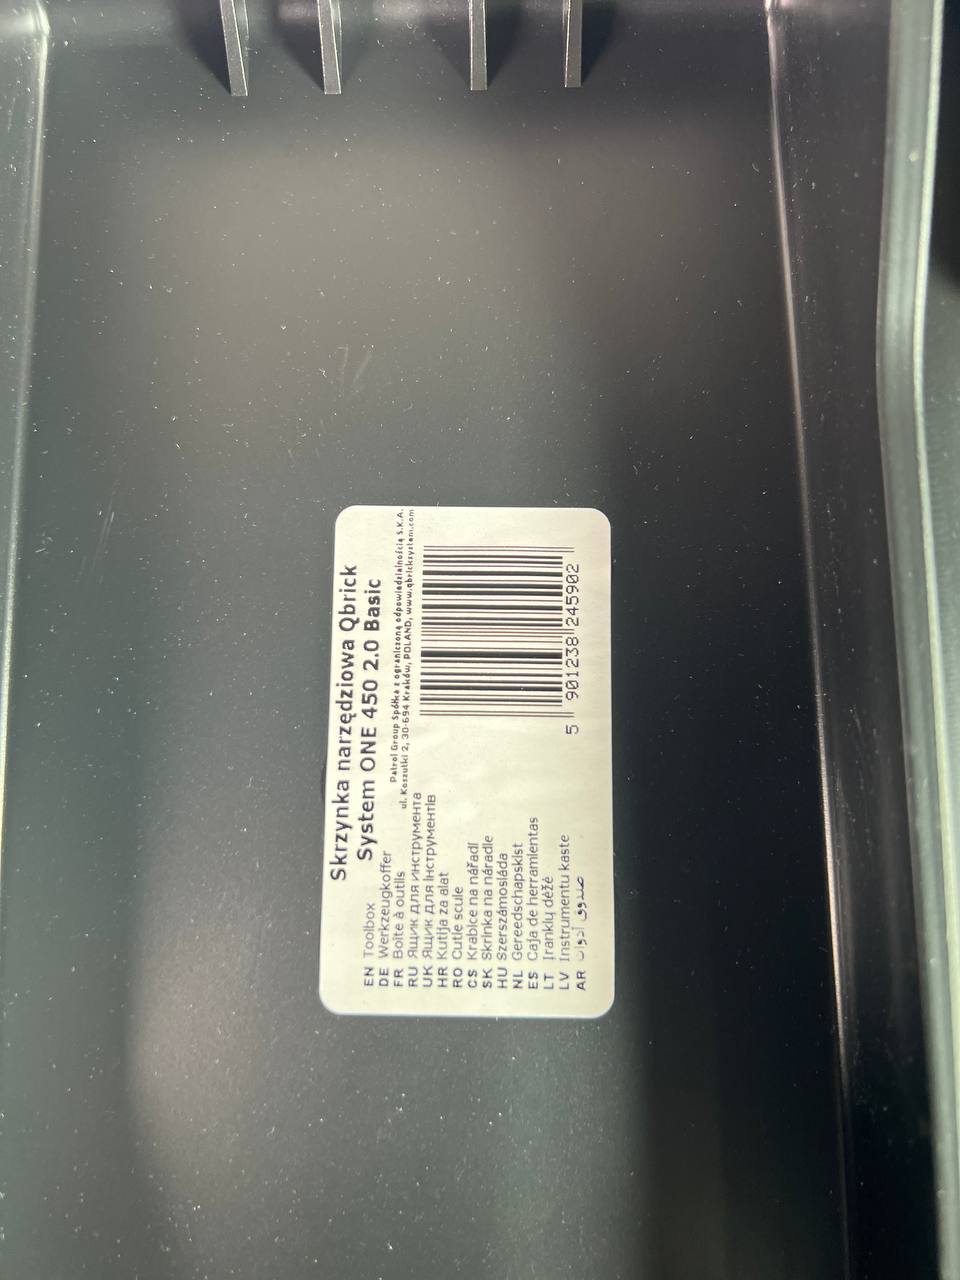 Skrzynka narzędziowa Qbrick
System ONE 450 2.0 Basic
Patrol Group Spółka z ograniczoną odpowiedzialnością S.K.A.
ul. Koszutki 2, 30-694 Kraków, POLAND, www.qbricksystem.com
EN Toolbox
DE Werkzeugkoffer
FR Boîte à outils
RU Ящик для инструмента
UK Ящик для інструментів
HR Kutija za alat
RO Cutie scule
CS Krabice na nářadí
SK Skrinka na náradie
HU Szerszámosláda
NL Gereedschapskist
ES Caja de herramientas
LT Įrankių dėžė
LV Instrumentu kaste
AR صندوق أدوات
5 901238 245902